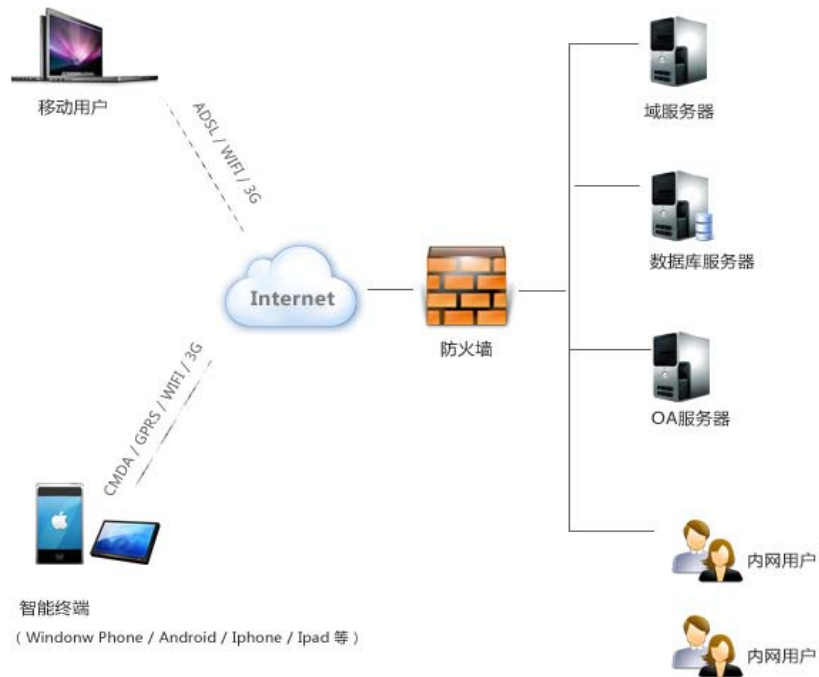 移动用户
ADSL / WIFI / 3G
域服务器
数据库服务器
Internet
防火墙
OA服务器
CMDA / GPRS / WIFI / 3G
内网用户
智能终端
( Windonw Phone / Android / Iphone / Ipad 等 )
内网用户